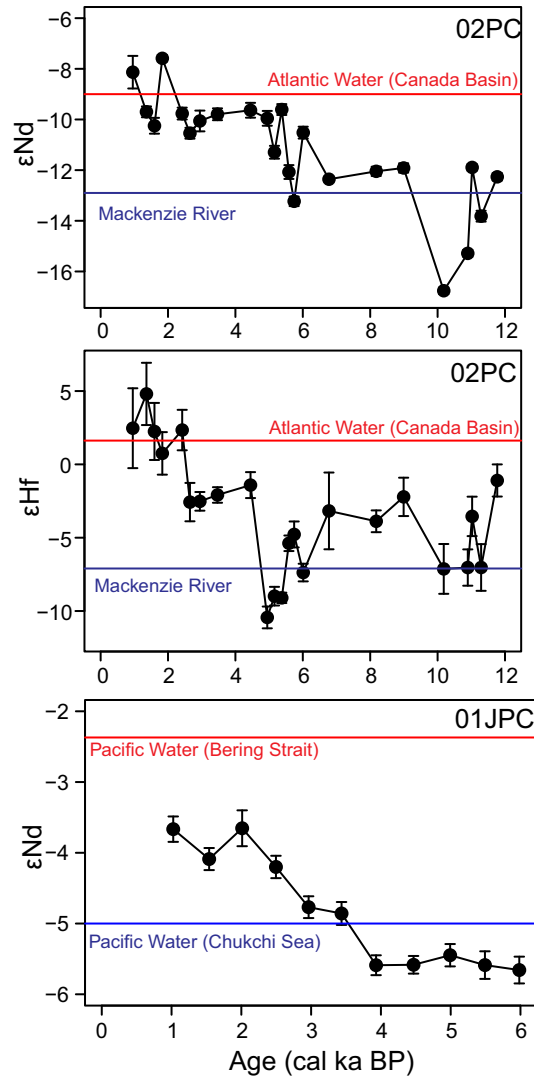 02PC
Atlantic Water (Canada Basin)
Mackenzie River
εNd
−6
−8
−10
−12
−14
−16
0 2 4 6 8 10 12
02PC
Atlantic Water (Canada Basin)
Mackenzie River
εHf
5
0
−5
−10
0 2 4 6 8 10 12
01JPC
Pacific Water (Bering Strait)
Pacific Water (Chukchi Sea)
εNd
−2
−3
−4
−5
−6
0 1 2 3 4 5 6
Age (cal ka BP)